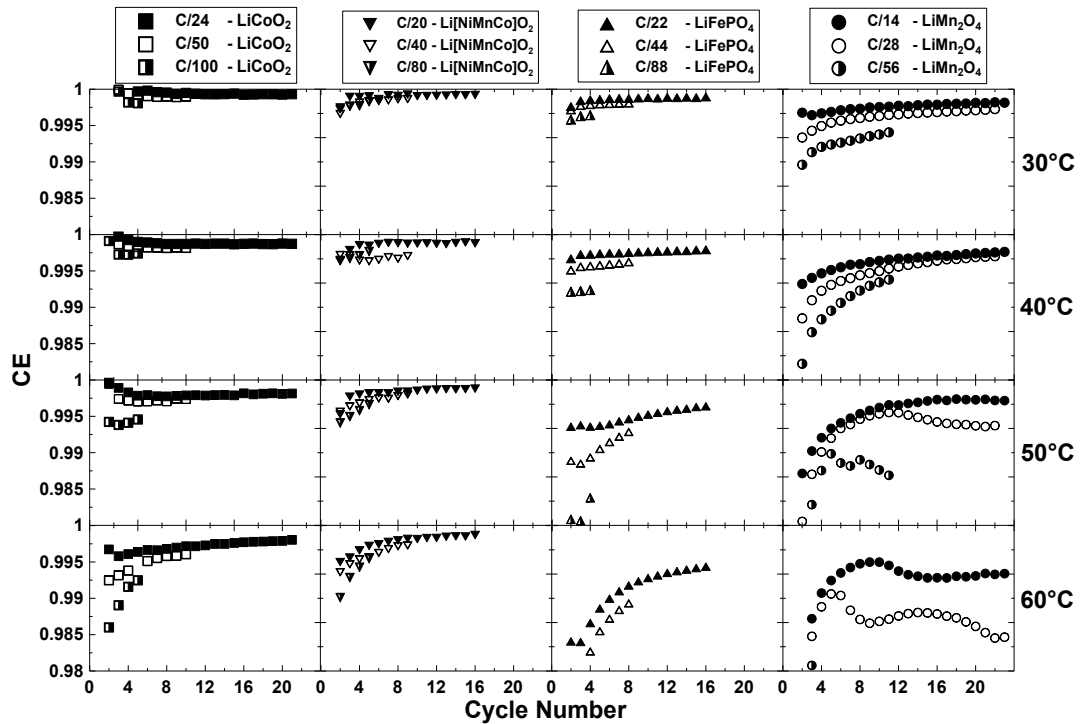 C/24 - LiCoO₂
C/50 - LiCoO₂
C/100 - LiCoO₂
C/20 - Li[NiMnCo]O₂
C/40 - Li[NiMnCo]O₂
C/80 - Li[NiMnCo]O₂
C/22 - LiFePO₄
C/44 - LiFePO₄
C/88 - LiFePO₄
C/14 - LiMn₂O₄
C/28 - LiMn₂O₄
C/56 - LiMn₂O₄
1
0.995
0.99
0.985
30°C
1
0.995
0.99
0.985
40°C
CE
1
0.995
0.99
0.985
50°C
1
0.995
0.99
0.985
0.98
60°C
0 4 8 12 16 20 0 4 8 12 16 20 0 4 8 12 16 20 4 8 12 16 20
Cycle Number